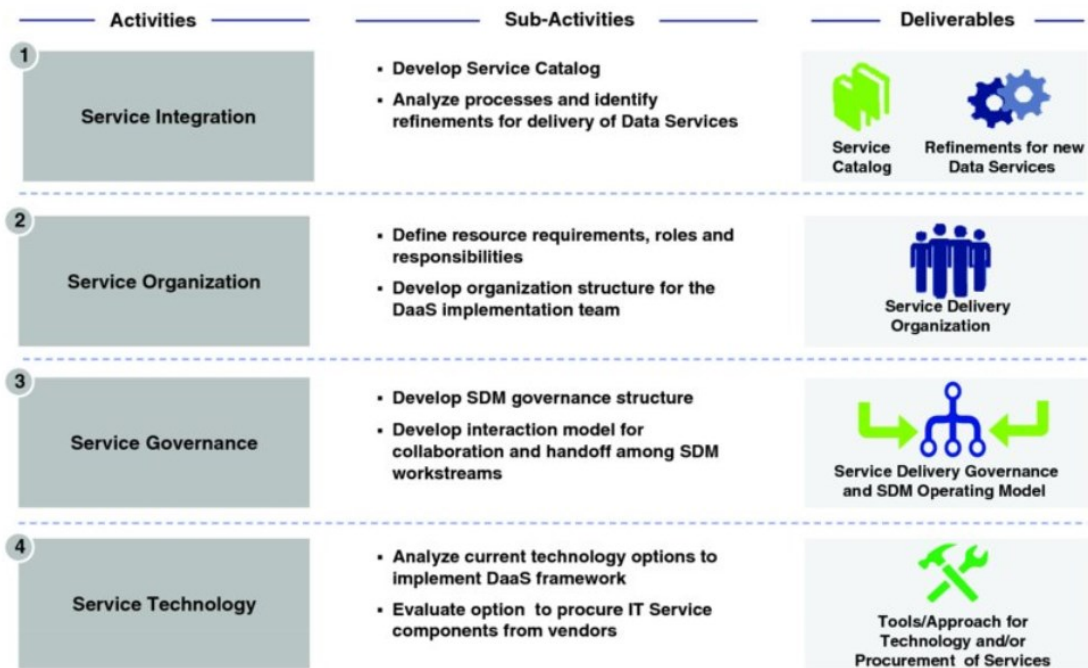 Activities
Sub-Activities
Deliverables
1
Service Integration
▪ Develop Service Catalog
▪ Analyze processes and identify
refinements for delivery of Data Services
Service
Catalog
Refinements for new
Data Services
2
Service Organization
▪ Define resource requirements, roles and
responsibilities
▪ Develop organization structure for the
DaaS implementation team
Service Delivery
Organization
3
Service Governance
▪ Develop SDM governance structure
▪ Develop interaction model for
collaboration and handoff among SDM
workstreams
Service Delivery Governance
and SDM Operating Model
4
Service Technology
▪ Analyze current technology options to
implement DaaS framework
▪ Evaluate option to procure IT Service
components from vendors
Tools/Approach for
Technology and/or
Procurement of Services